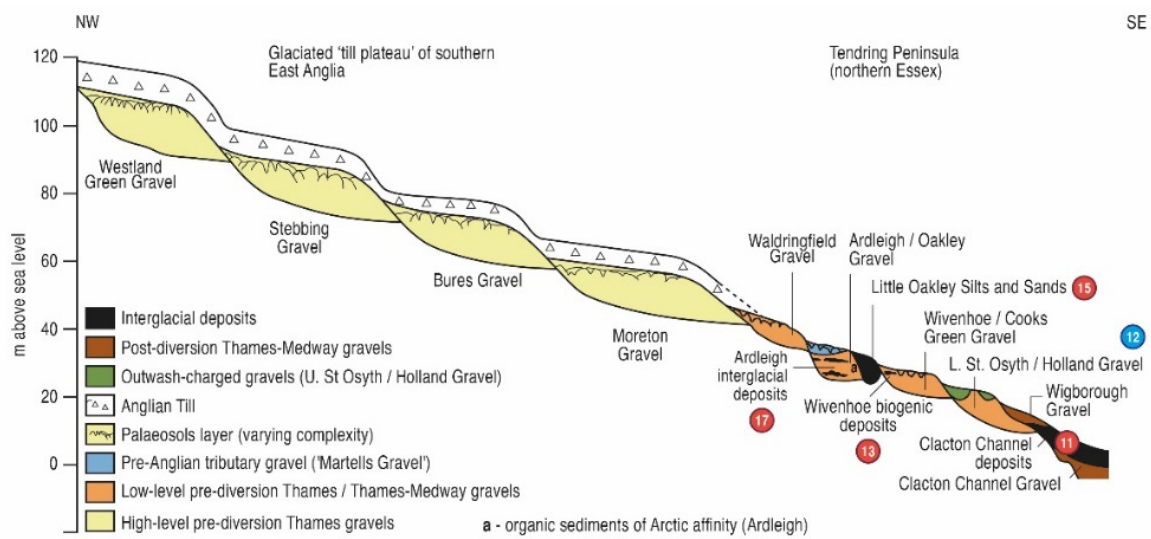 NW
SE
Glaciated 'till plateau' of southern
East Anglia
Tendring Peninsula
(northern Essex)
120
100
80
60
40
20
0
m above sea level
Westland
Green Gravel
Stebbing
Gravel
Bures Gravel
Moreton
Gravel
Waldringfield
Gravel
Ardleigh / Oakley
Gravel
Little Oakley Silts and Sands
15
Wivenhoe / Cooks
Green Gravel
12
L. St. Osyth / Holland Gravel
Ardleigh
interglacial
deposits
17
a
Wivenhoe biogenic
deposits
13
Wigborough
Gravel
Clacton Channel
deposits
11
Clacton Channel Gravel
Interglacial deposits
Post-diversion Thames-Medway gravels
Outwash-charged gravels (U. St Osyth / Holland Gravel)
Anglian Till
Palaeosols layer (varying complexity)
Pre-Anglian tributary gravel ('Martells Gravel')
Low-level pre-diversion Thames / Thames-Medway gravels
High-level pre-diversion Thames gravels
a - organic sediments of Arctic affinity (Ardleigh)